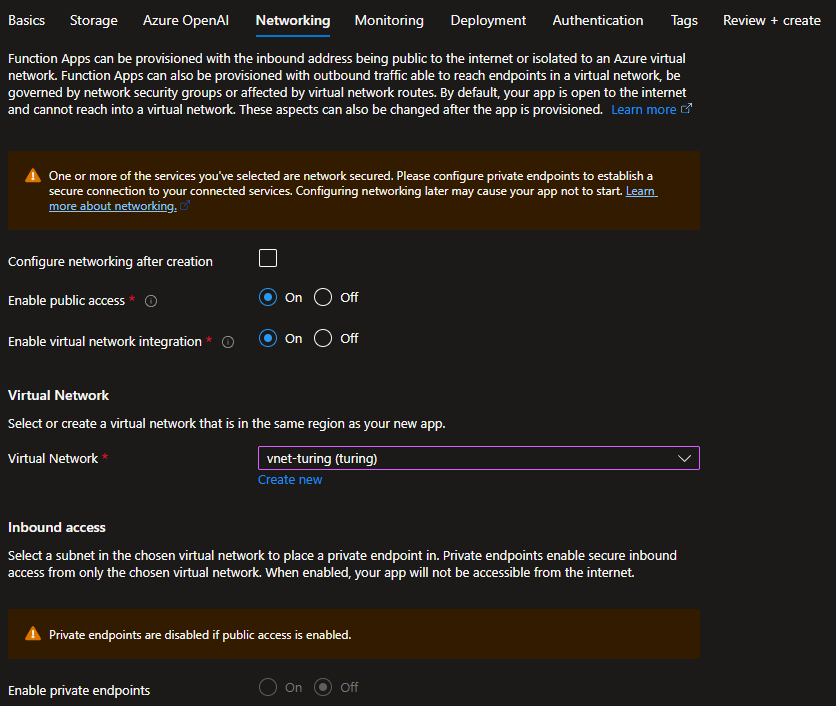 Basics Storage Azure OpenAI Networking Monitoring Deployment Authentication Tags Review + create
Function Apps can be provisioned with the inbound address being public to the internet or isolated to an Azure virtual
network. Function Apps can also be provisioned with outbound traffic able to reach endpoints in a virtual network, be
governed by network security groups or affected by virtual network routes. By default, your app is open to the internet
and cannot reach into a virtual network. These aspects can also be changed after the app is provisioned. Learn more
One or more of the services you've selected are network secured. Please configure private endpoints to establish a
secure connection to your connected services. Configuring networking later may cause your app not to start. Learn
more about networking.
Configure networking after creation
Enable public access * On Off
Enable virtual network integration * On Off
Virtual Network
Select or create a virtual network that is in the same region as your new app.
Virtual Network * vnet-turing (turing)
Create new
Inbound access
Select a subnet in the chosen virtual network to place a private endpoint in. Private endpoints enable secure inbound
access from only the chosen virtual network. When enabled, your app will not be accessible from the internet.
Private endpoints are disabled if public access is enabled.
Enable private endpoints On Off